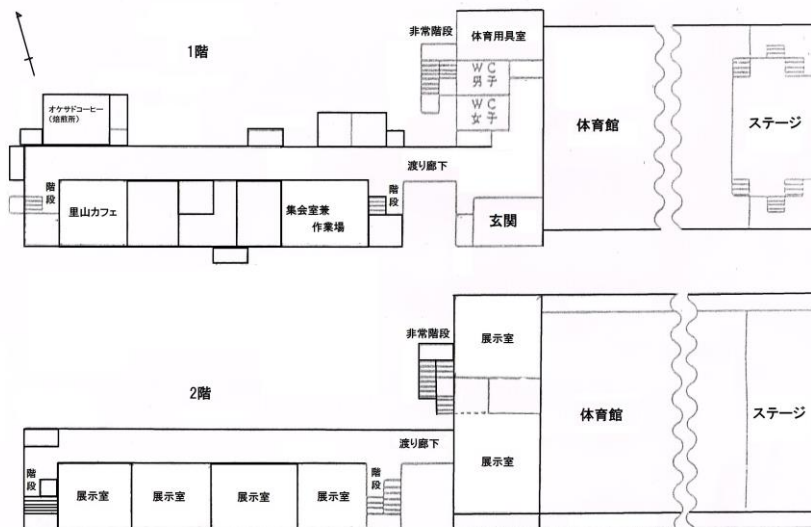 1階
非常階段
体育用具室
WC
男子
WC
女子
オケサドコーヒー
(焙煎所)
体育館
ステージ
渡り廊下
階段
里山カフェ
集会室兼
作業場
階段
玄関
2階
非常階段
展示室
体育館
ステージ
渡り廊下
展示室
階段
展示室
展示室
展示室
展示室
階段